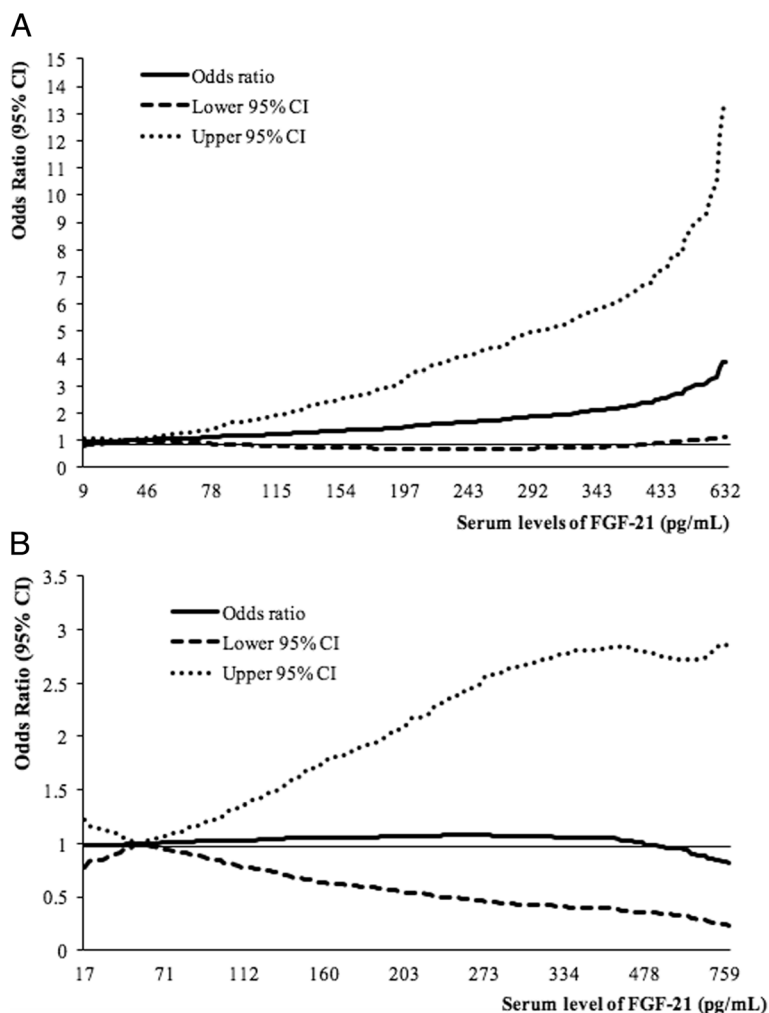 A
Odds Ratio (95% CI)
15
14
13
12
11
10
9
8
7
6
5
4
3
2
1
0
Odds ratio
Lower 95% CI
Upper 95% CI
9 46 78 115 154 197 243 292 343 433 632
Serum levels of FGF-21 (pg/mL)
B
Odds Ratio (95% CI)
3.5
3
2.5
2
1.5
1
0.5
0
Odds ratio
Lower 95% CI
Upper 95% CI
17 71 112 160 203 273 334 478 759
Serum level of FGF-21 (pg/mL)